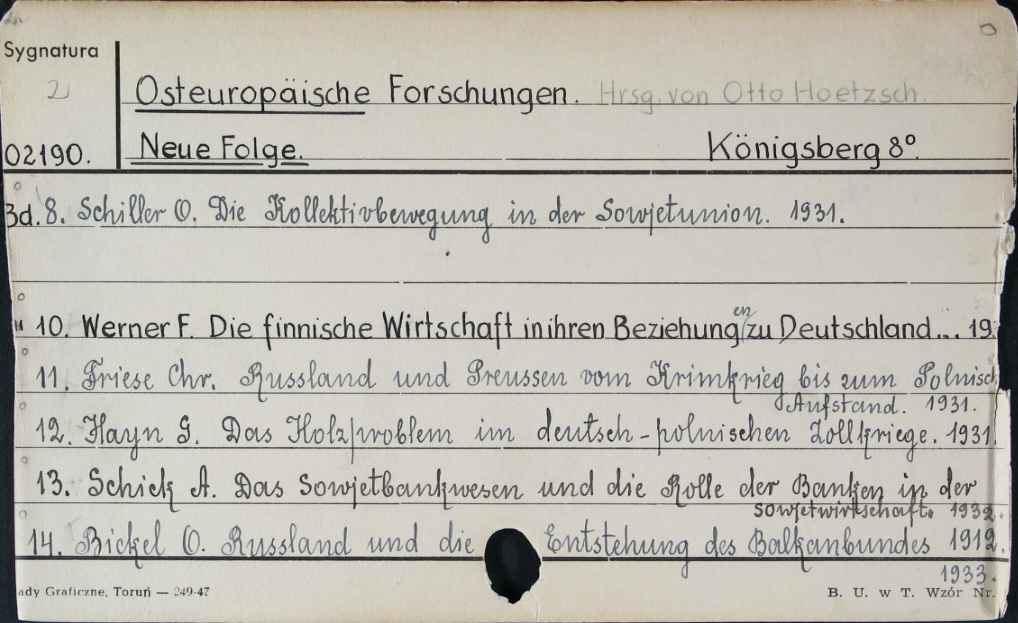 Sygnatura
2
Osteuropäische Forschungen. Hrsg. von Otto Hoetzsch.
02190. Neue Folge. Königsberg 8º.
Bd. 8. Schiller O. Die Kollektivbewegung in der Sowjetunion. 1931.
" 10. Werner F. Die finnische Wirtschaft in ihren Beziehungen zu Deutschland... 19
11. Friese Chr. Russland und Preussen vom Krimkrieg bis zum Polnisch
Aufstand. 1931.
12. Hayn G. Das Holzproblem im deutsch-polnischen Zollkriege. 1931.
13. Schick A. Das Sowjetbankwesen und die Rolle der Banken in der
Sowjetwirtschaft. 1932.
14. Bickel O. Russland und die Entstehung des Balkanbundes 1912.
1933.
ady Graficzne, Toruń — 249-47 B. U. w T. Wzór Nr.